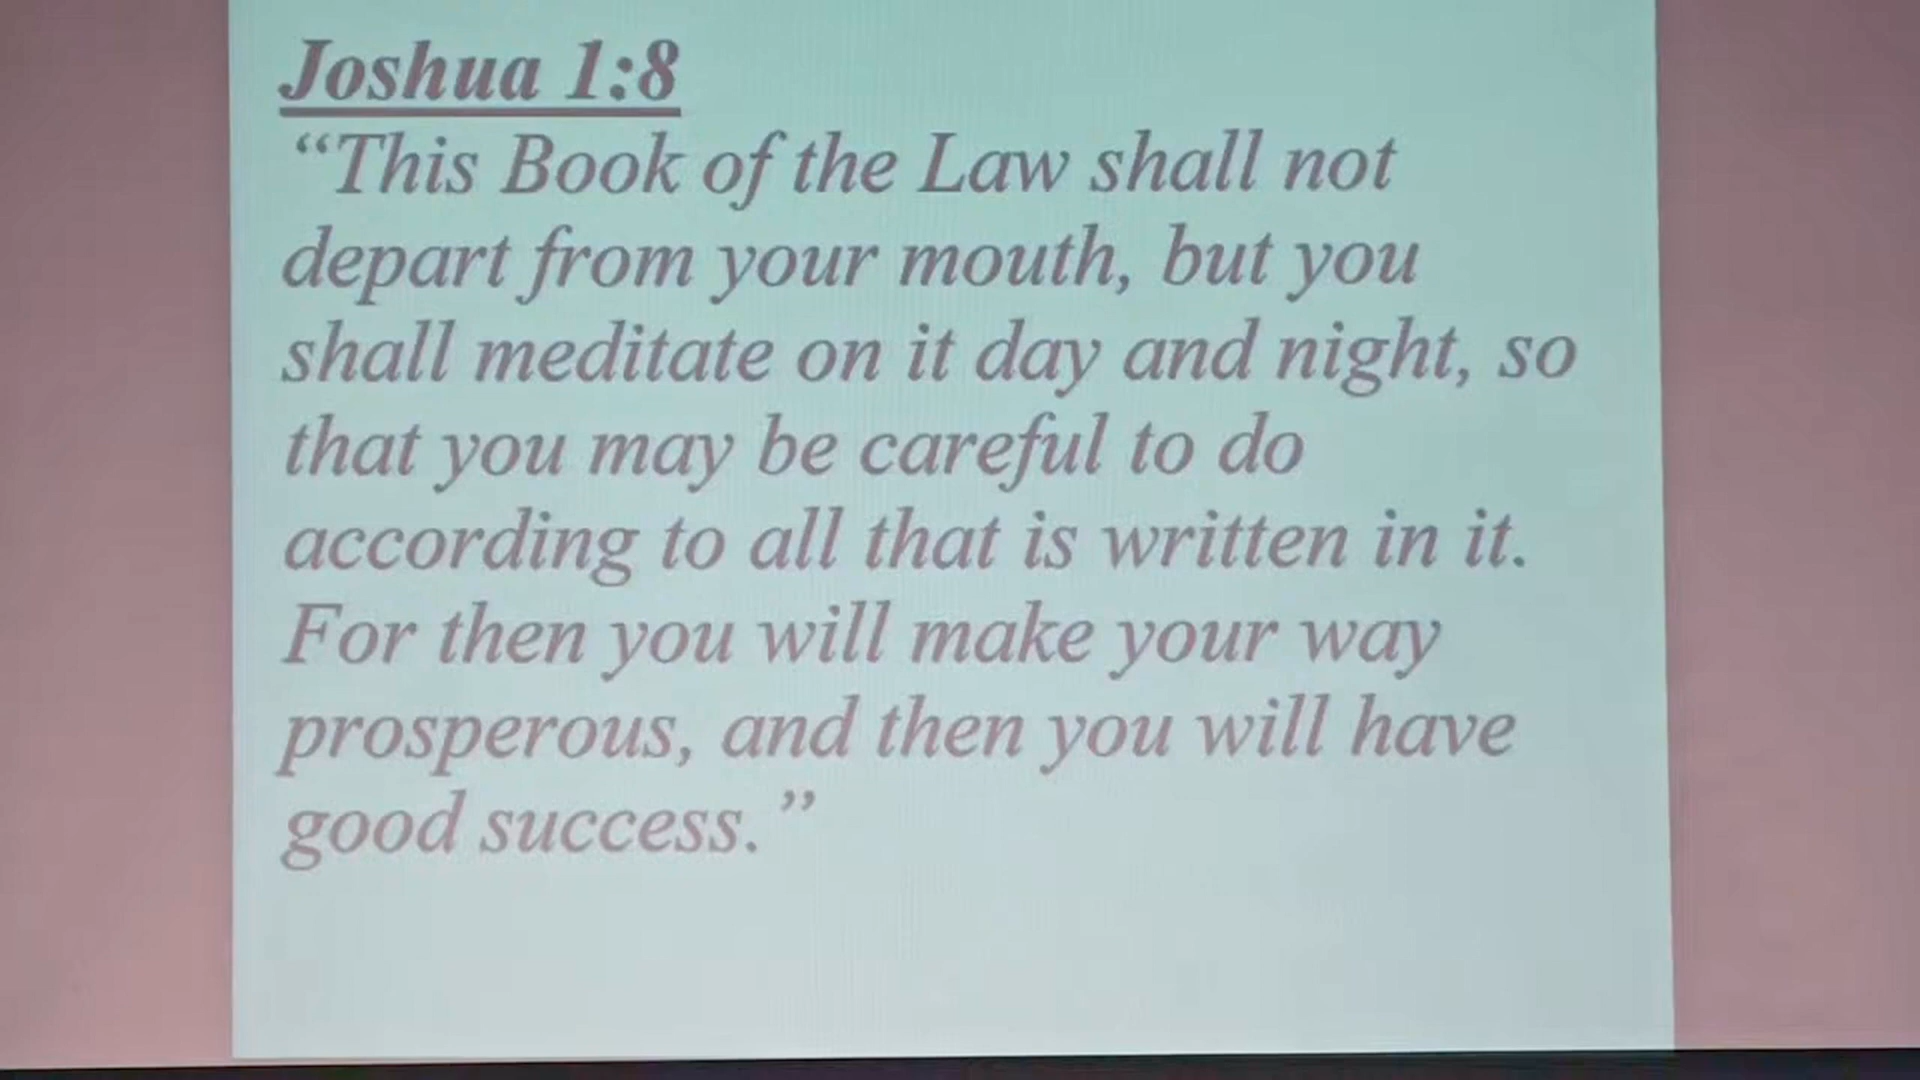 Joshua 1:8
“This Book of the Law shall not
depart from your mouth, but you
shall meditate on it day and night, so
that you may be careful to do
according to all that is written in it.
For then you will make your way
prosperous, and then you will have
good success.”